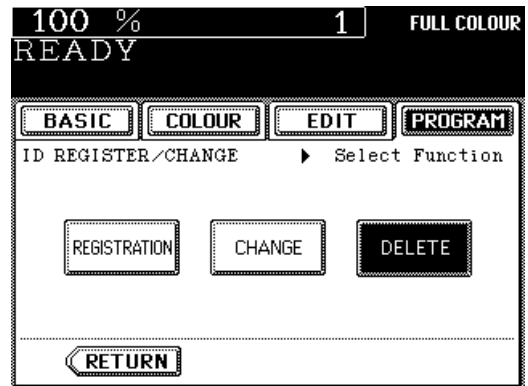 100 % 1 FULL COLOUR
READY
BASIC COLOUR EDIT PROGRAM
ID REGISTER/CHANGE ▶ Select Function
REGISTRATION CHANGE DELETE
RETURN